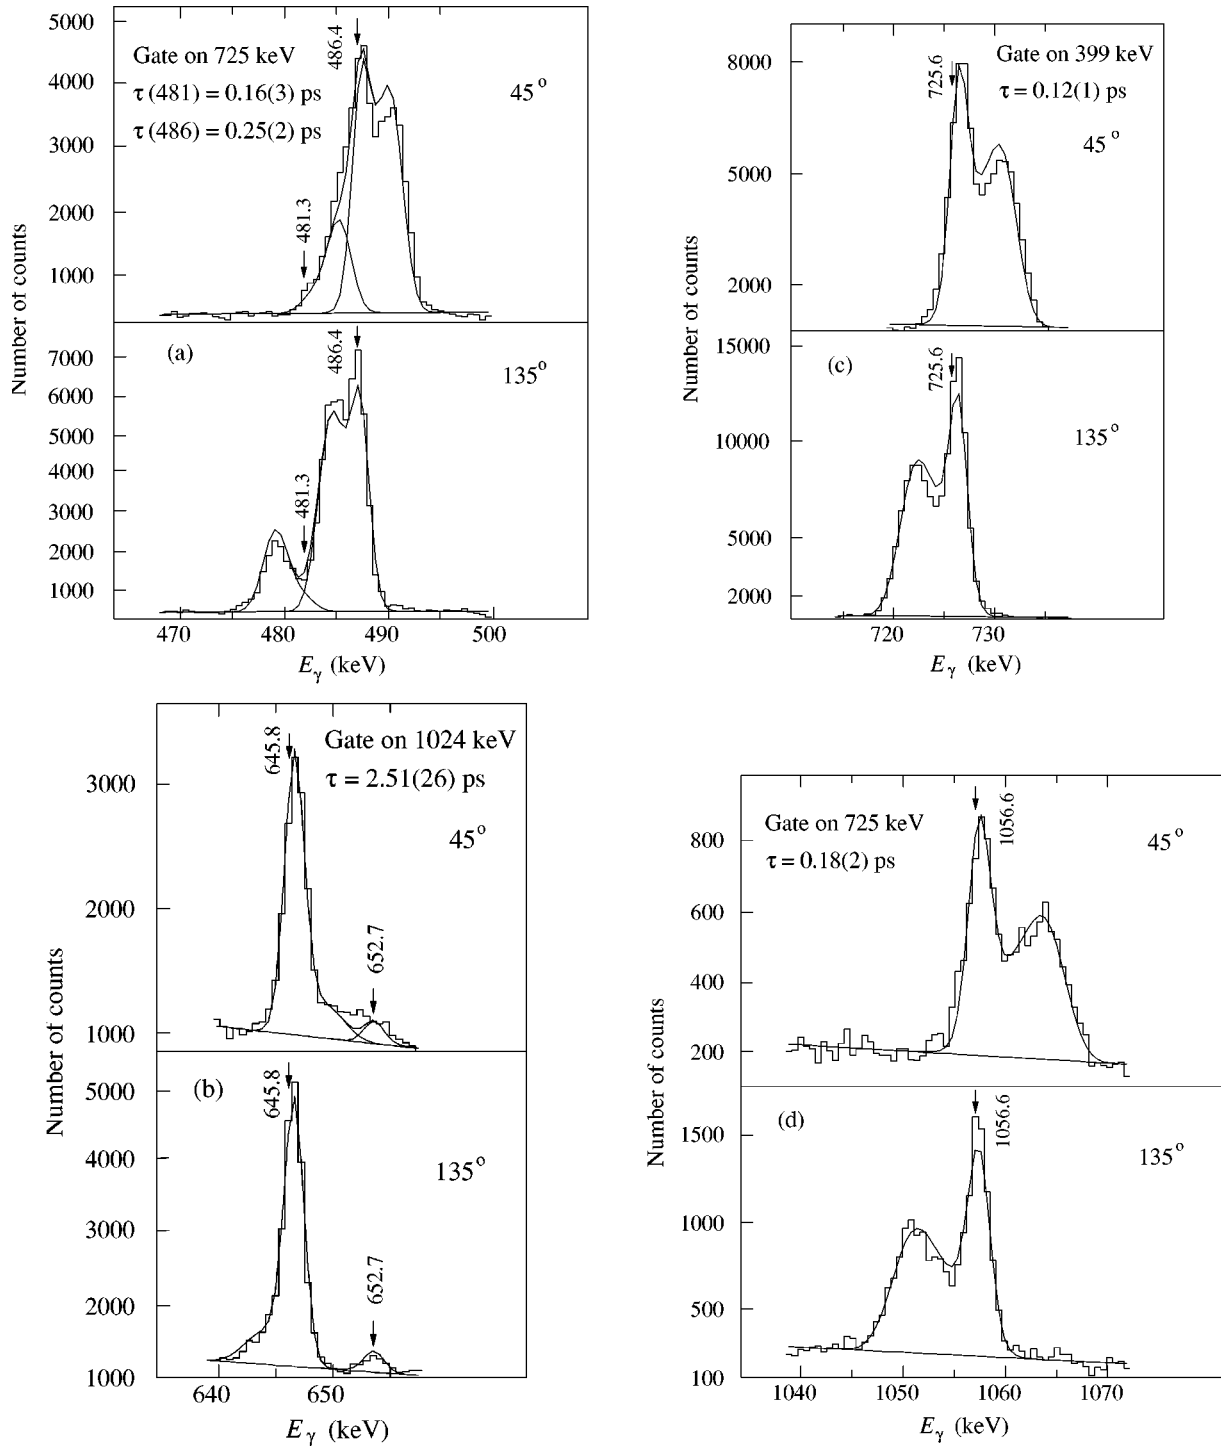 5000
4000
3000
2000
1000
Gate on 725 keV
τ (481) = 0.16(3) ps
τ (486) = 0.25(2) ps
486.4
481.3
45°
Number of counts
(a)
7000
6000
5000
4000
3000
2000
1000
486.4
481.3
135°
470 480 490 500
Eγ (keV)
8000
5000
2000
725.6
Gate on 399 keV
τ = 0.12(1) ps
45°
Number of counts
15000
10000
5000
2000
(c)
725.6
135°
720 730
Eγ (keV)
3000
2000
1000
645.8
Gate on 1024 keV
τ = 2.51(26) ps
45°
652.7
Number of counts
(b)
5000
4000
3000
2000
1000
645.8
135°
652.7
640 650
Eγ (keV)
800
600
400
200
Gate on 725 keV
τ = 0.18(2) ps
1056.6
45°
Number of counts
(d)
1500
1000
500
100
1056.6
135°
1040 1050 1060 1070
Eγ (keV)